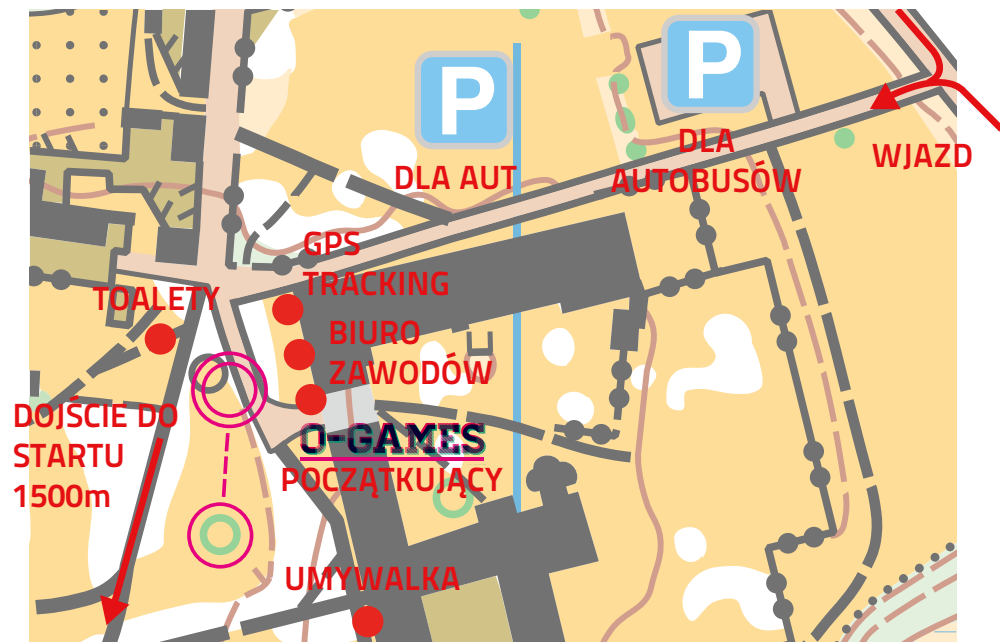 P
P
DLA AUT
DLA
AUTOBUSÓW
WJAZD
GPS
TRACKING
TOALETY
BIURO
ZAWODÓW
DOJŚCIE DO
STARTU
1500m
O-GAMES
POCZĄTKUJĄCY
UMYWALKA